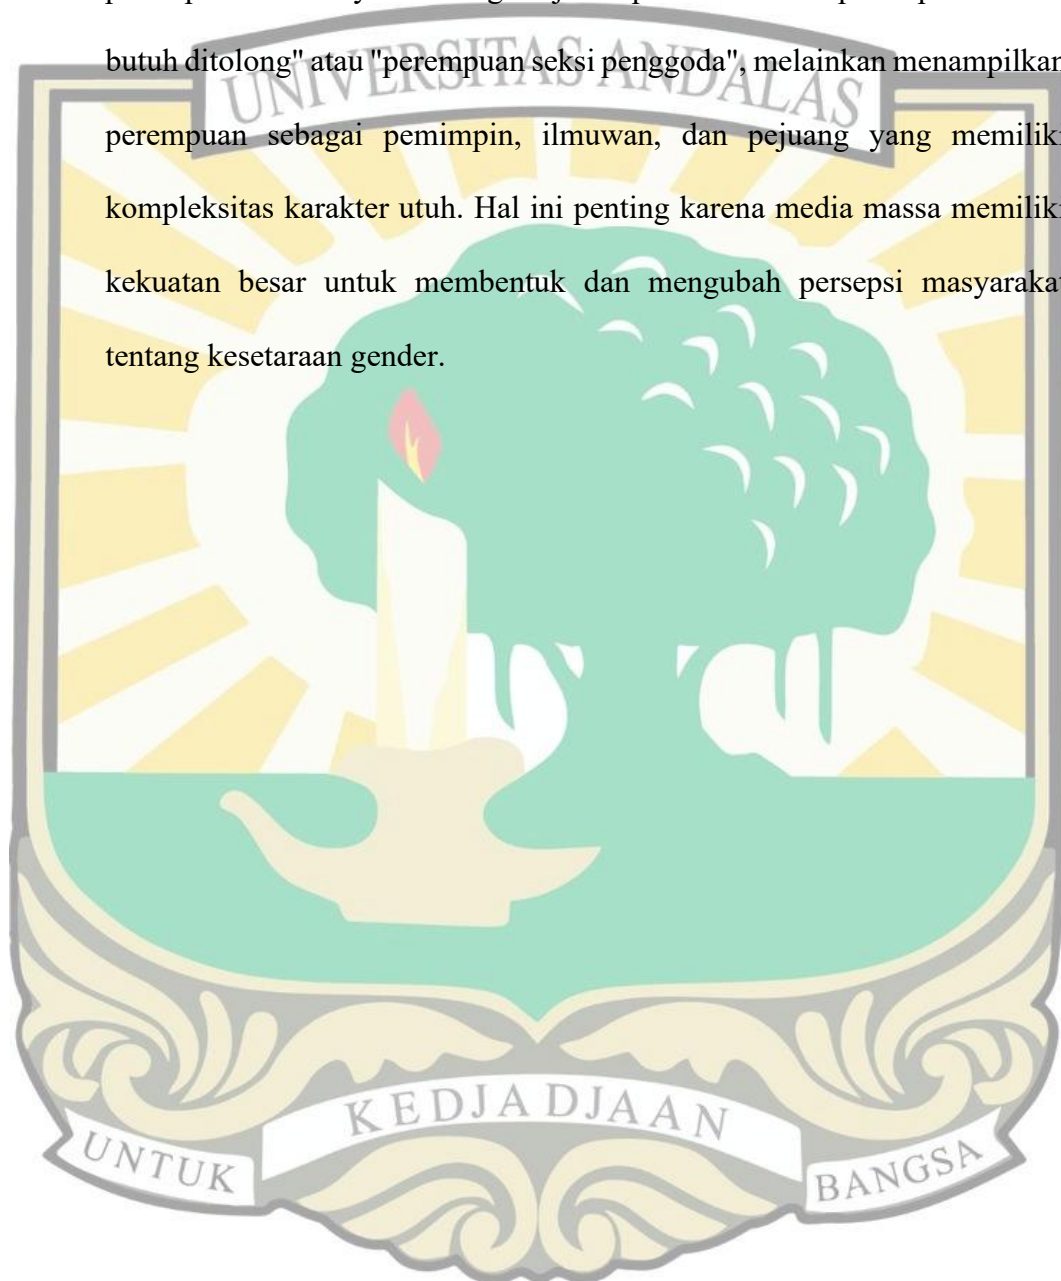 butuh ditolong" atau "perempuan seksi penggoda", melainkan menampilkan
UNIVERSITAS ANDALAS
perempuan sebagai pemimpin, ilmuwan, dan pejuang yang memiliki
kompleksitas karakter utuh. Hal ini penting karena media massa memiliki
kekuatan besar untuk membentuk dan mengubah persepsi masyarakat
tentang kesetaraan gender.
KEDJADJAAN
UNTUK
BANGSA